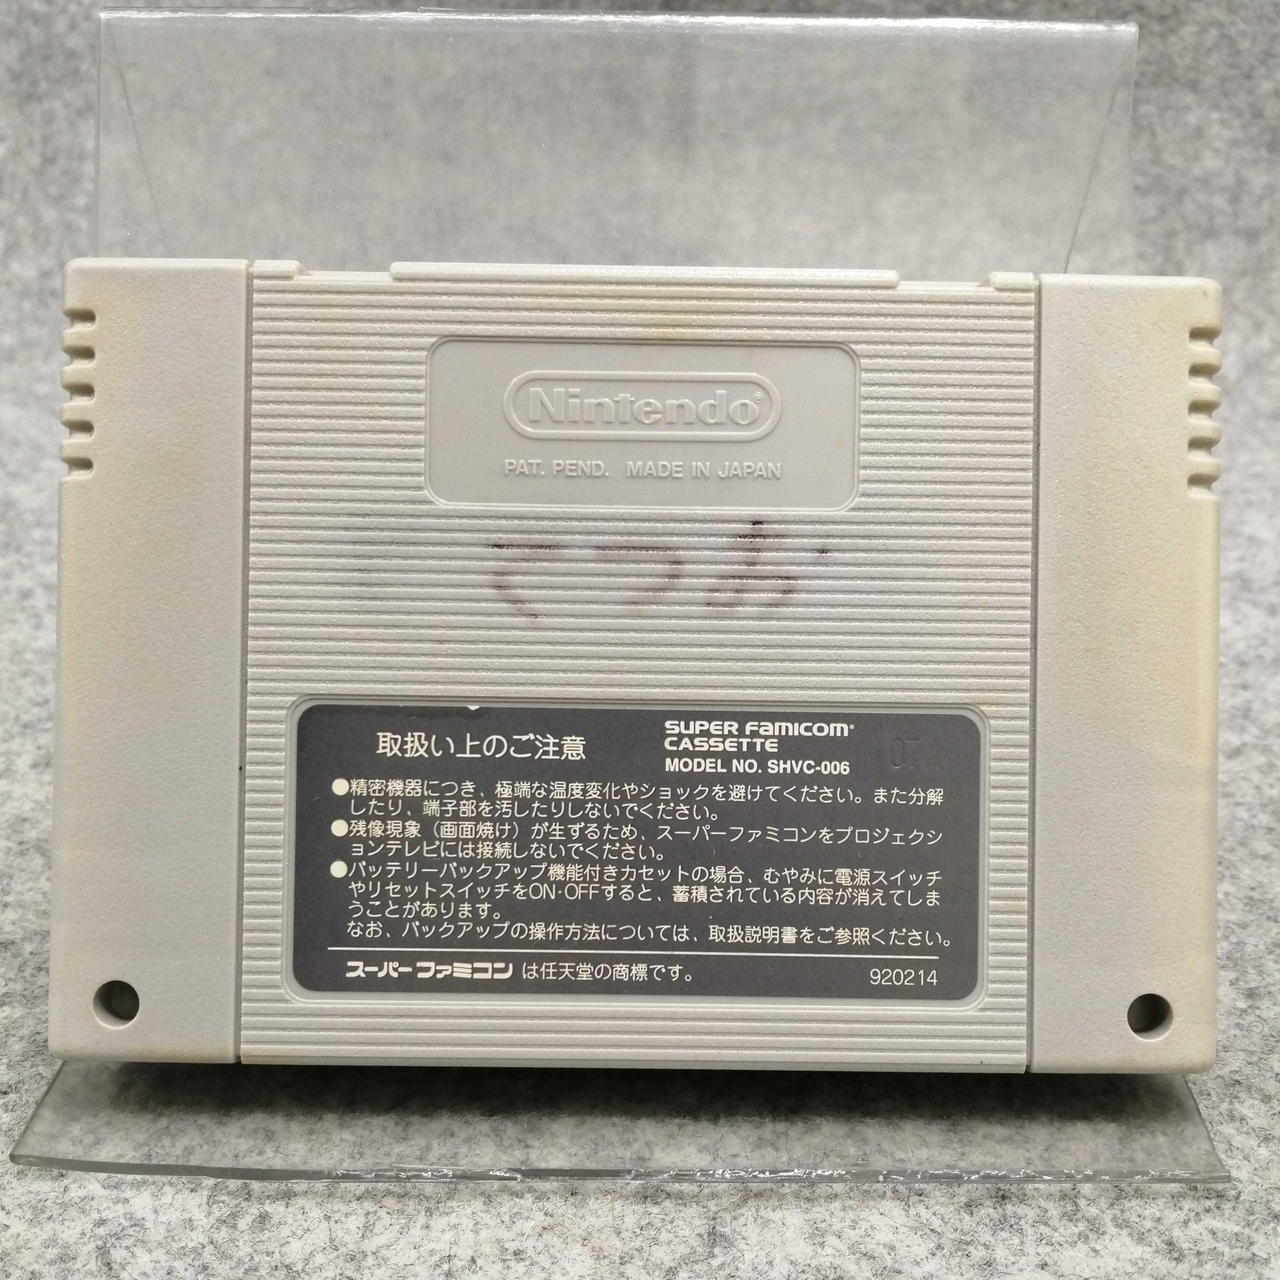 Nintendo®
PAT. PEND. MADE IN JAPAN
てつお
取扱い上のご注意
SUPER FAMICOM®
CASSETTE
MODEL NO. SHVC-006
07
●精密機器につき、極端な温度変化やショックを避けてください。また分解
したり、端子部を汚したりしないでください。
●残像現象（画面焼け）が生ずるため、スーパーファミコンをプロジェクシ
ョンテレビには接続しないでください。
●バッテリーバックアップ機能付きカセットの場合、むやみに電源スイッチ
やリセットスイッチをON·OFFすると、蓄積されている内容が消えてしま
うことがあります。
なお、バックアップの操作方法については、取扱説明書をご参照ください。
スーパーファミコンは任天堂の商標です。
920214